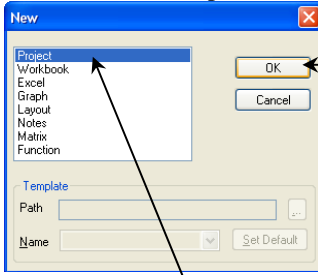 New
Project
Workbook
Excel
Graph
Layout
Notes
Matrix
Function
OK
Cancel
Template
Path
...
Name
Set Default